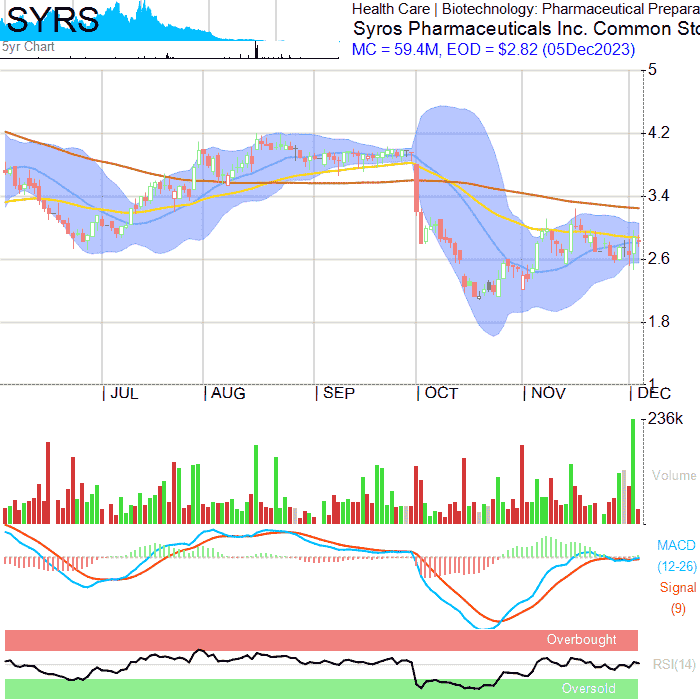 SYRS
5yr Chart
Health Care | Biotechnology: Pharmaceutical Prepara
Syros Pharmaceuticals Inc. Common Sto
MC = 59.4M, EOD = $2.82 (05Dec2023)
5
4.2
3.4
2.6
1.8
1
| JUL | AUG | SEP | OCT | NOV | DEC
236k
Volume
MACD
(12-26)
Signal
(9)
Overbought
RSI(14)
Oversold